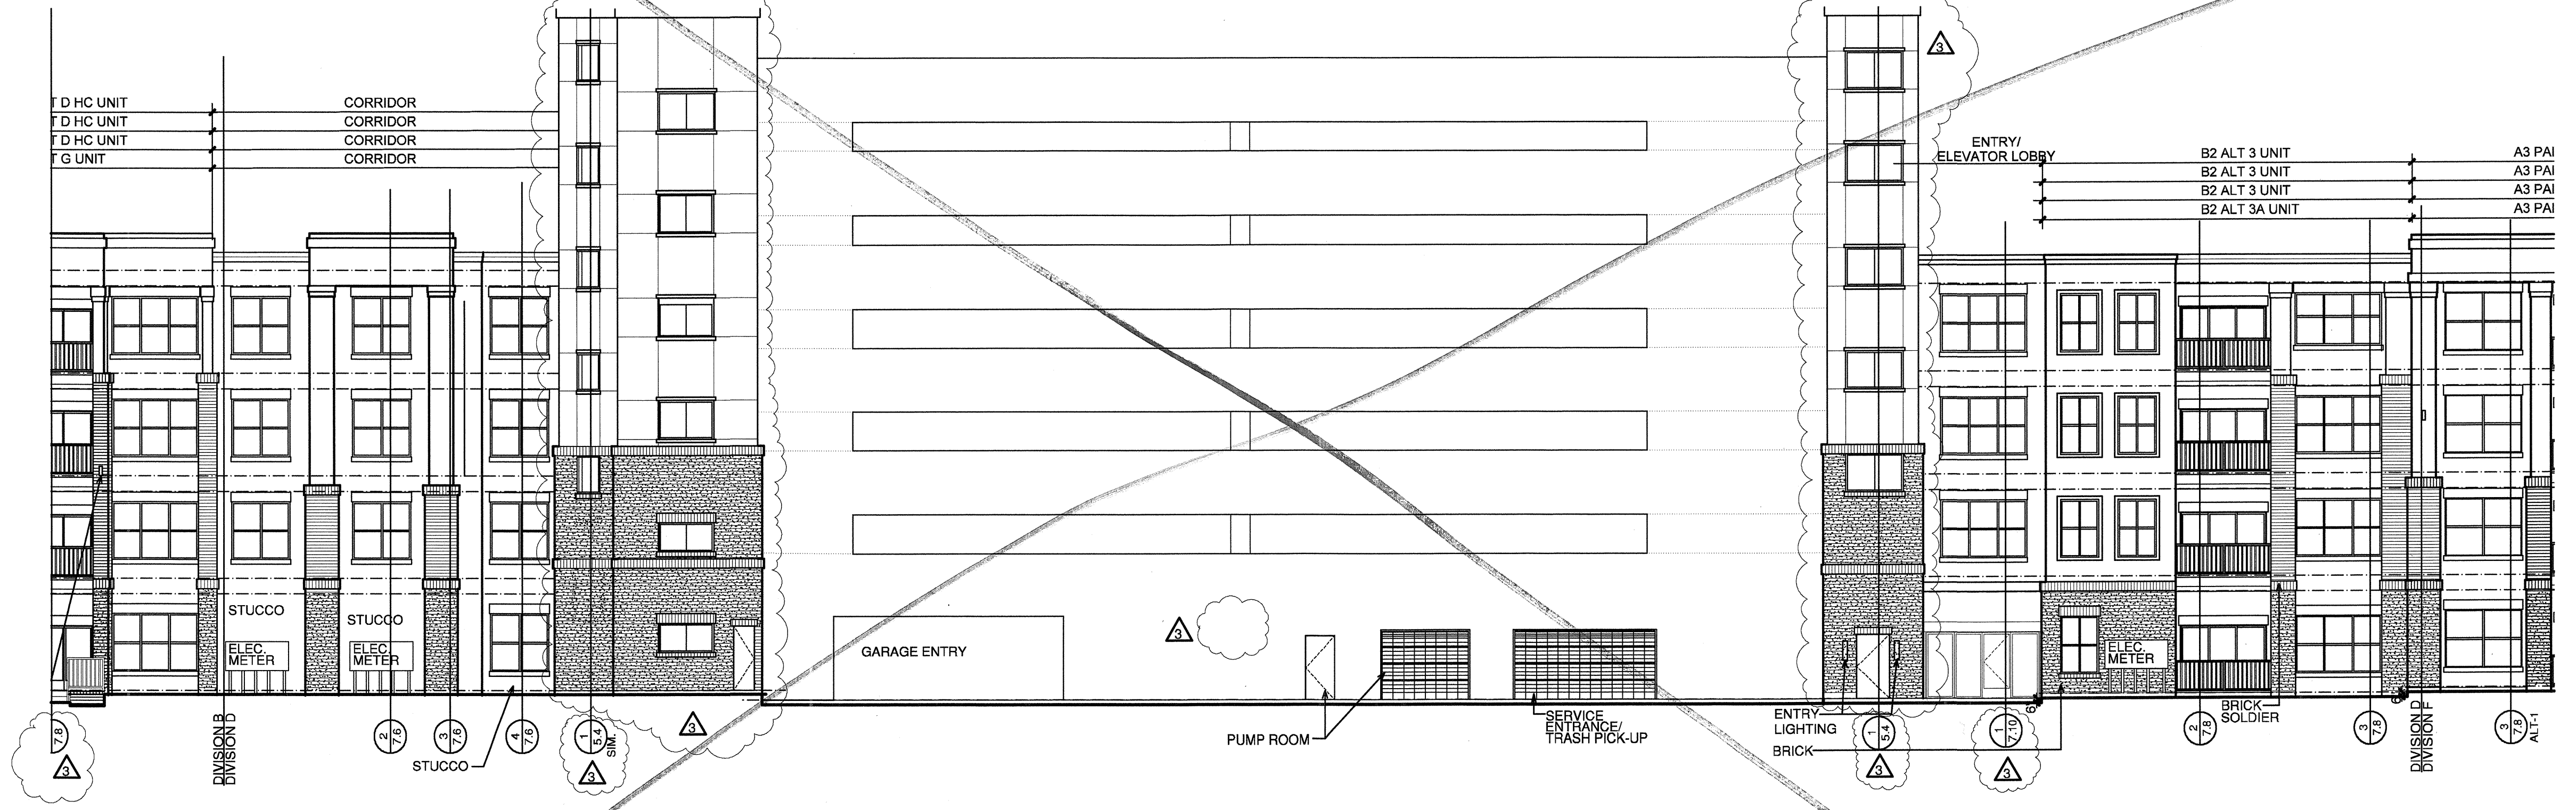 3
T D HC UNIT
CORRIDOR
T D HC UNIT
CORRIDOR
T D HC UNIT
CORRIDOR
T G UNIT
CORRIDOR
ENTRY/
ELEVATOR LOBBY
B2 ALT 3 UNIT
A3 PAI
B2 ALT 3 UNIT
A3 PAI
B2 ALT 3 UNIT
A3 PAI
B2 ALT 3A UNIT
A3 PAI
STUCCO
STUCCO
ELEC.
METER
ELEC.
METER
GARAGE ENTRY
3
ELEC.
METER
7.8
3
DIVISION B
DIVISION D
2
7.6
3
7.6
4
7.6
STUCCO
1
5.4
SIM.
3
3
PUMP ROOM
SERVICE
ENTRANCE/
TRASH PICK-UP
ENTRY
LIGHTING
BRICK
1
5.4
3
1
7.10
3
2
7.8
BRICK
SOLDIER
3
7.8
DIVISION D
DIVISION F
3
7.8
ALT-1